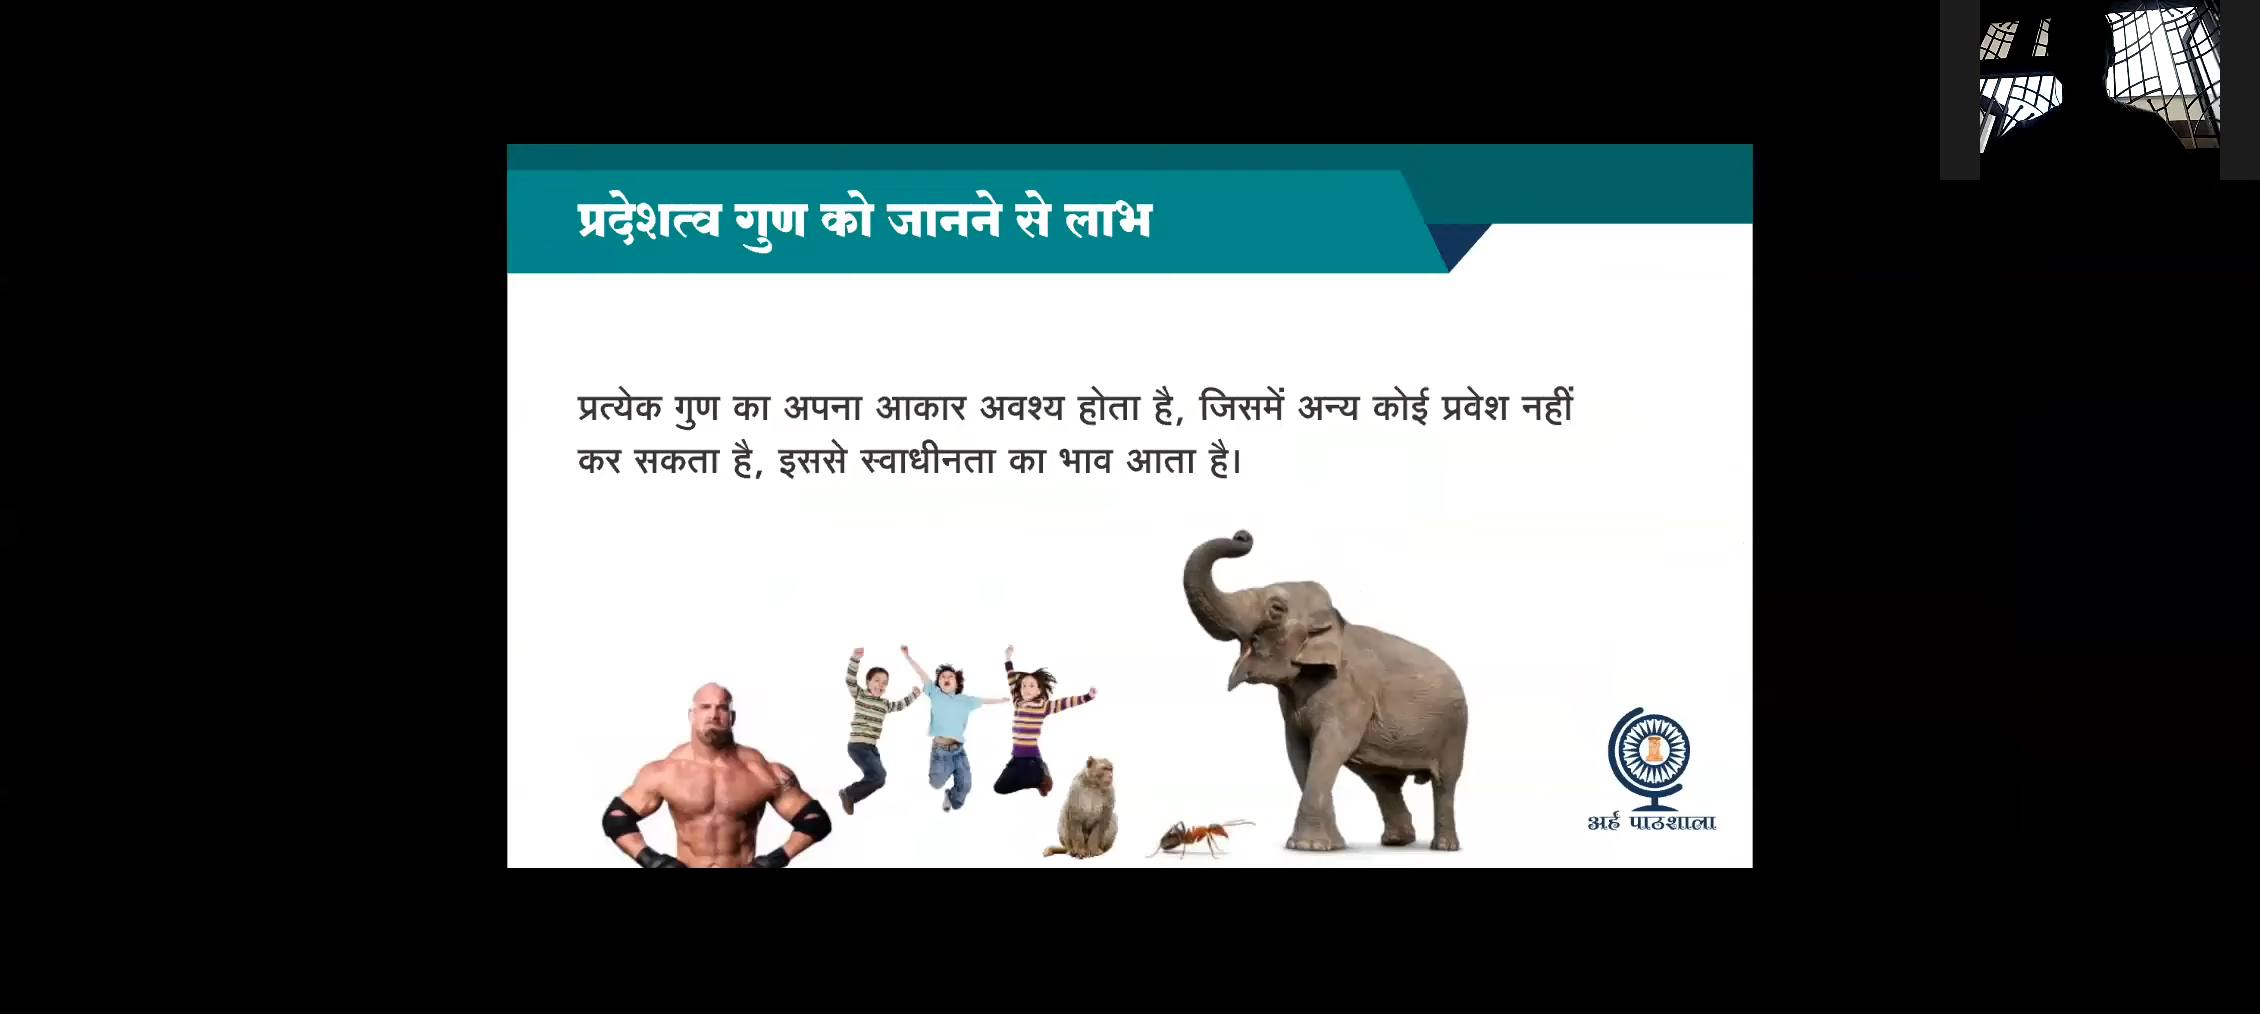 प्रदेशत्व गुण को जानने से लाभ
प्रत्येक गुण का अपना आकार अवश्य होता है, जिसमें अन्य कोई प्रवेश नहीं
कर सकता है, इससे स्वाधीनता का भाव आता है।
अर्हं पाठशाला